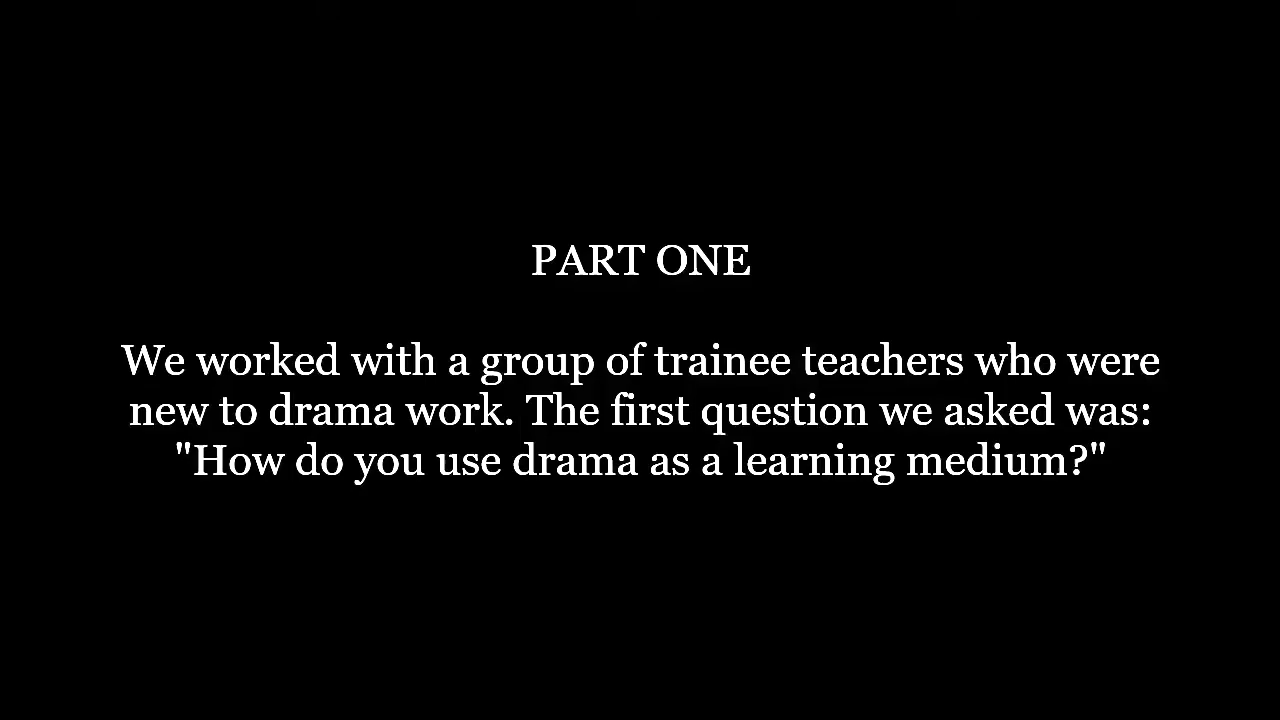 PART ONE
We worked with a group of trainee teachers who were
new to drama work. The first question we asked was:
"How do you use drama as a learning medium?"